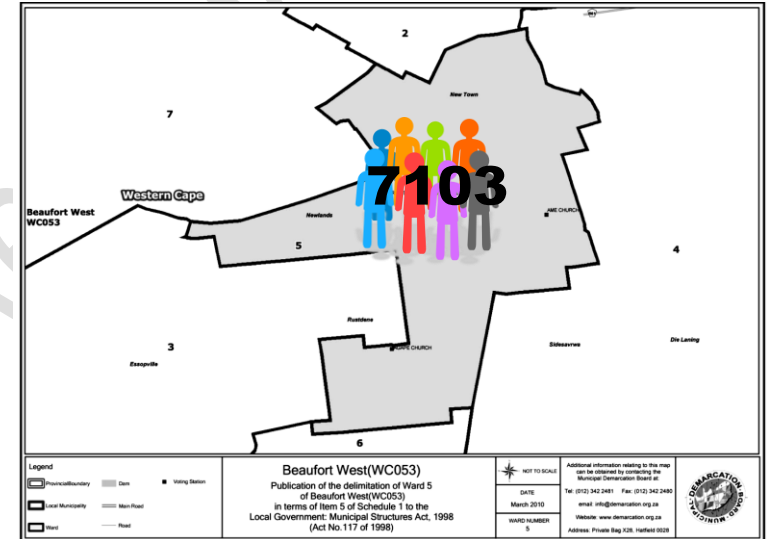 2
New Town
7
7103
Western Cape
Beaufort West
WC053
Newlands
AME CHURCH
5
4
Rustdene
3
Essopville
Sidesavrwe
Die Laning
6
Legend
ProvincialBoundary
Dam
Voting Station
Local Municipality
Main Road
Ward
Road
Beaufort West(WC053)
Publication of the delimitation of Ward 5
of Beaufort West(WC053)
in terms of Item 5 of Schedule 1 to the
Local Government: Municipal Structures Act, 1998
(Act No.117 of 1998)
NOT TO SCALE
DATE
March 2010
WARD NUMBER
5
Additional information relating to this map
can be obtained by contacting the
Municipal Demarcation Board at:
Tel: (012) 342 2481 Fax: (012) 342 2480
email: info@demarcation.org.za
Website: www.demarcation.org.za
Address: Private Bag X28, Hatfield 0028
MUNICIPAL DEMARCATION BOARD